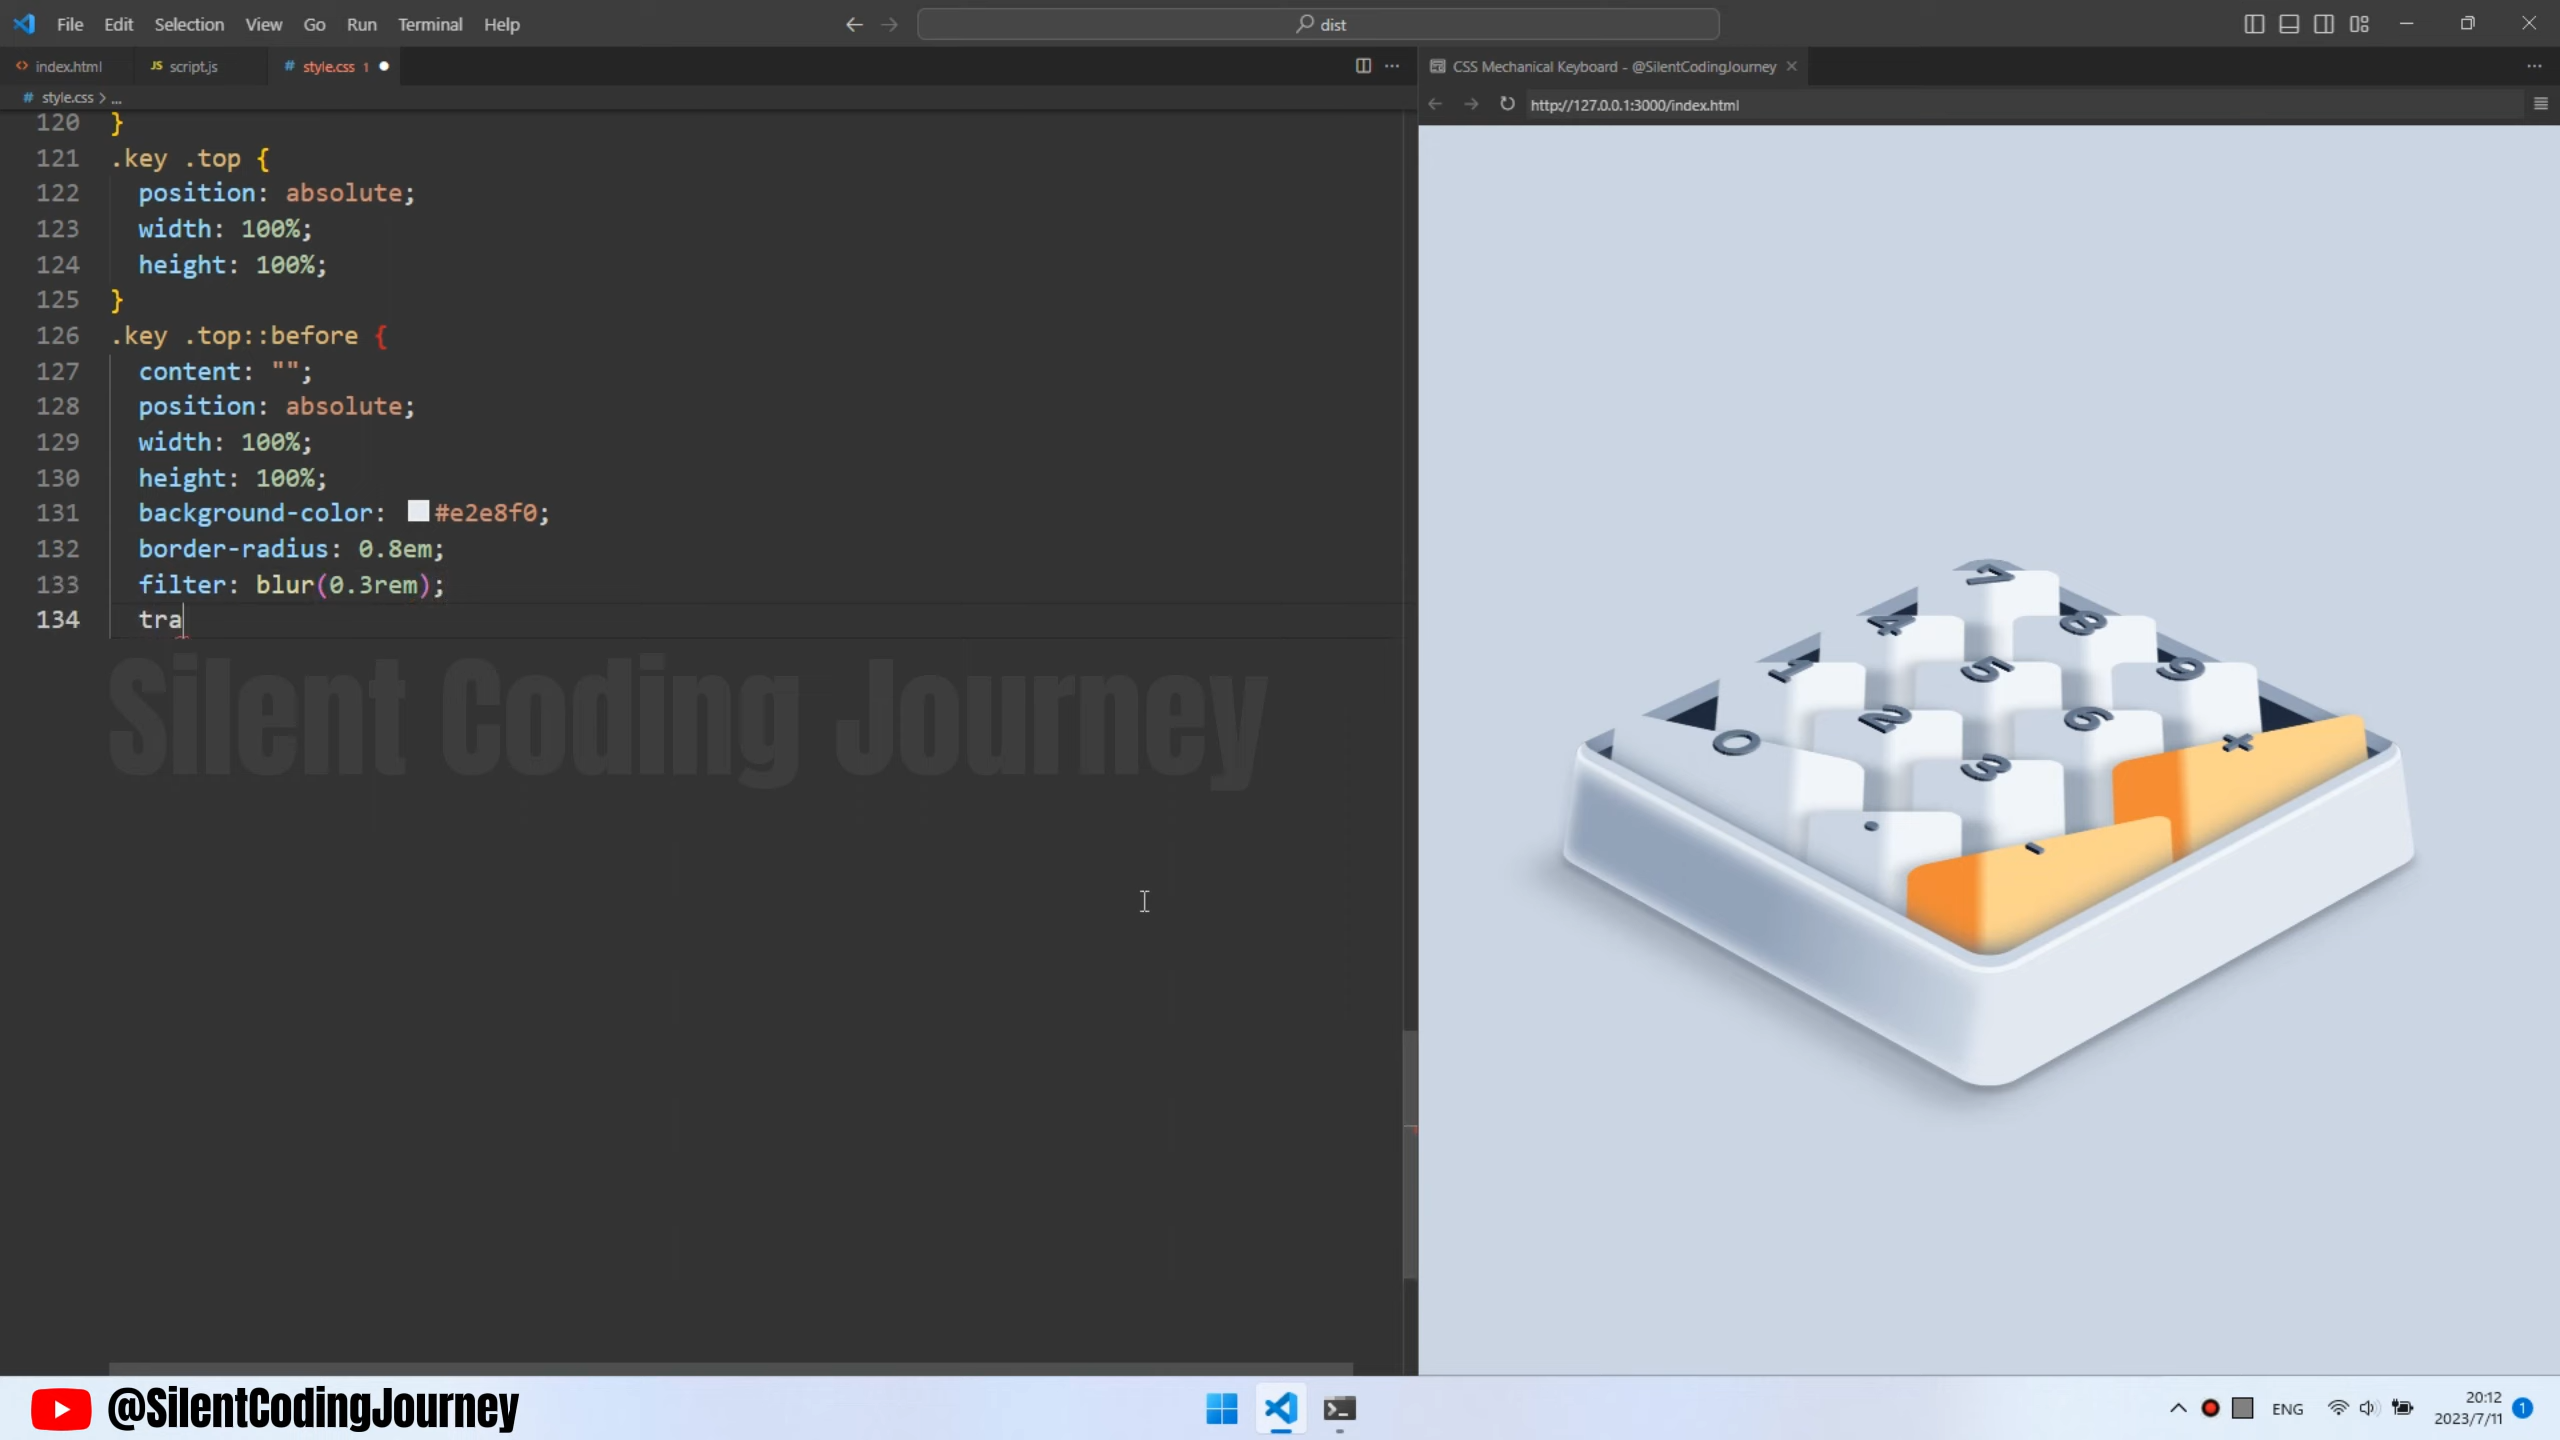 File Edit Selection View Go Run Terminal Help
dist
index.html
JS script.js
# style.css 1
CSS Mechanical Keyboard - @SilentCodingJourney
# style.css > ...
http://127.0.0.1:3000/index.html
120 }
121 .key .top {
122 position: absolute;
123 width: 100%;
124 height: 100%;
125 }
126 .key .top::before {
127 content: "";
128 position: absolute;
129 width: 100%;
130 height: 100%;
131 background-color: #e2e8f0;
132 border-radius: 0.8em;
133 filter: blur(0.3rem);
134 tra
Silent Coding Journey
7
4 8
1 5 9
0 2 6 +
3
. -
@SilentCodingJourney
ENG
20:12
2023/7/11
1